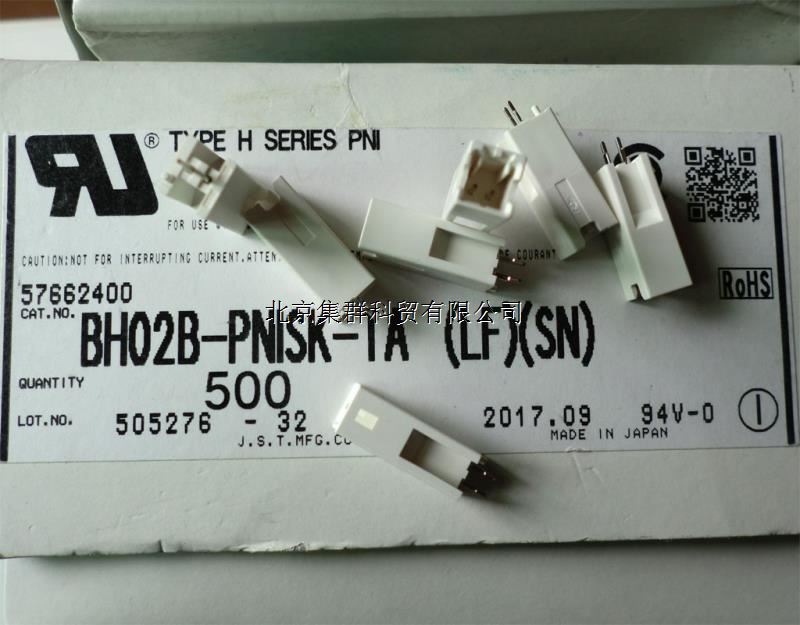 ® TYPE H SERIES PNI
FOR USE
DE COURANT
CAUTION:NOT FOR INTERRUPTING CURRENT.ATTEN
57662400
RoHS
CAT.NO. BH02B-PNISK-1A (LF)(SN)
北京集群科贸有限公司
QUANTITY 500
LOT.NO. 505276 - 32 2017.09 94V-0
J.S.T.MFG.CO MADE IN JAPAN